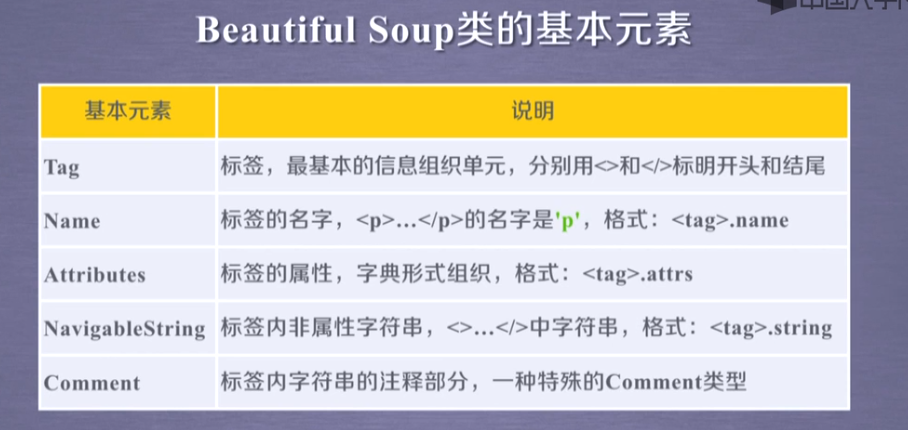 Beautiful Soup类的基本元素
基本元素 说明
Tag 标签，最基本的信息组织单元，分别用<>和</>标明开头和结尾
Name 标签的名字，<p>…</p>的名字是'p'，格式：<tag>.name
Attributes 标签的属性，字典形式组织，格式：<tag>.attrs
NavigableString 标签内非属性字符串，<>…</>中字符串，格式：<tag>.string
Comment 标签内字符串的注释部分，一种特殊的Comment类型